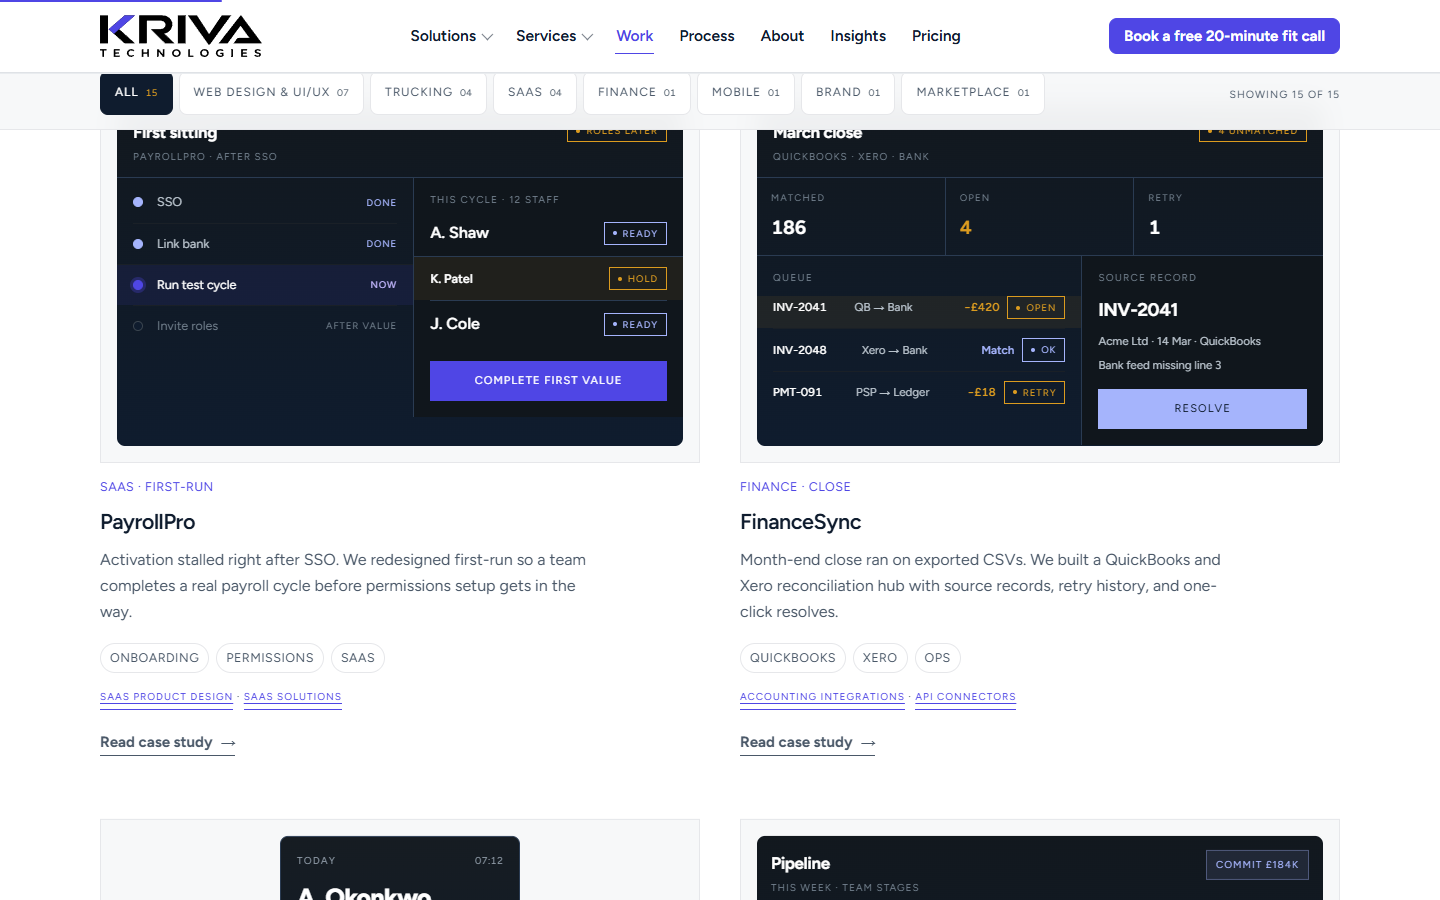 KRIVA
TECHNOLOGIES
Solutions
Services
Work
Process
About
Insights
Pricing
Book a free 20-minute fit call
ALL 15
WEB DESIGN & UI/UX 07
TRUCKING 04
SAAS 04
FINANCE 01
MOBILE 01
BRAND 01
MARKETPLACE 01
SHOWING 15 OF 15
First sitting
• ROLES LATER
PAYROLLPRO · AFTER SSO
SSO DONE
Link bank DONE
Run test cycle NOW
Invite roles AFTER VALUE
THIS CYCLE · 12 STAFF
A. Shaw • READY
K. Patel • HOLD
J. Cole • READY
COMPLETE FIRST VALUE
March close
• 4 UNMATCHED
QUICKBOOKS · XERO · BANK
MATCHED
186
OPEN
4
RETRY
1
QUEUE
INV-2041 QB → Bank −£420 • OPEN
INV-2048 Xero → Bank Match • OK
PMT-091 PSP → Ledger −£18 • RETRY
SOURCE RECORD
INV-2041
Acme Ltd · 14 Mar · QuickBooks
Bank feed missing line 3
RESOLVE
SAAS · FIRST-RUN
PayrollPro
Activation stalled right after SSO. We redesigned first-run so a team
completes a real payroll cycle before permissions setup gets in the
way.
ONBOARDING
PERMISSIONS
SAAS
SAAS PRODUCT DESIGN · SAAS SOLUTIONS
Read case study →
FINANCE · CLOSE
FinanceSync
Month-end close ran on exported CSVs. We built a QuickBooks and
Xero reconciliation hub with source records, retry history, and one-
click resolves.
QUICKBOOKS
XERO
OPS
ACCOUNTING INTEGRATIONS · API CONNECTORS
Read case study →
TODAY 07:12
A. Okonkwo
Pipeline
COMMIT £184K
THIS WEEK · TEAM STAGES